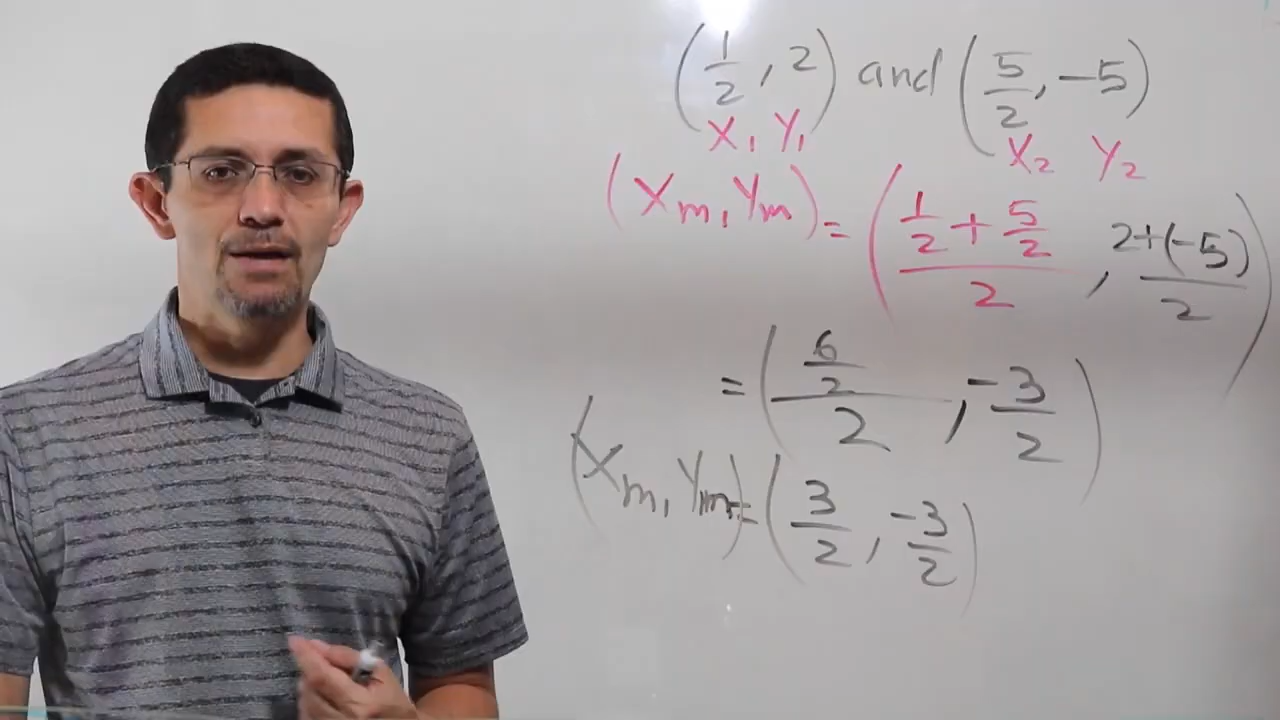 (1/2, 2) and (5/2, -5)
X₁ Y₁ X₂ Y₂
(Xm, Ym) = ((1/2 + 5/2)/2, (2+(-5))/2)
= ((6/2)/2, -3/2)
(Xm, Ym) = (3/2, -3/2)